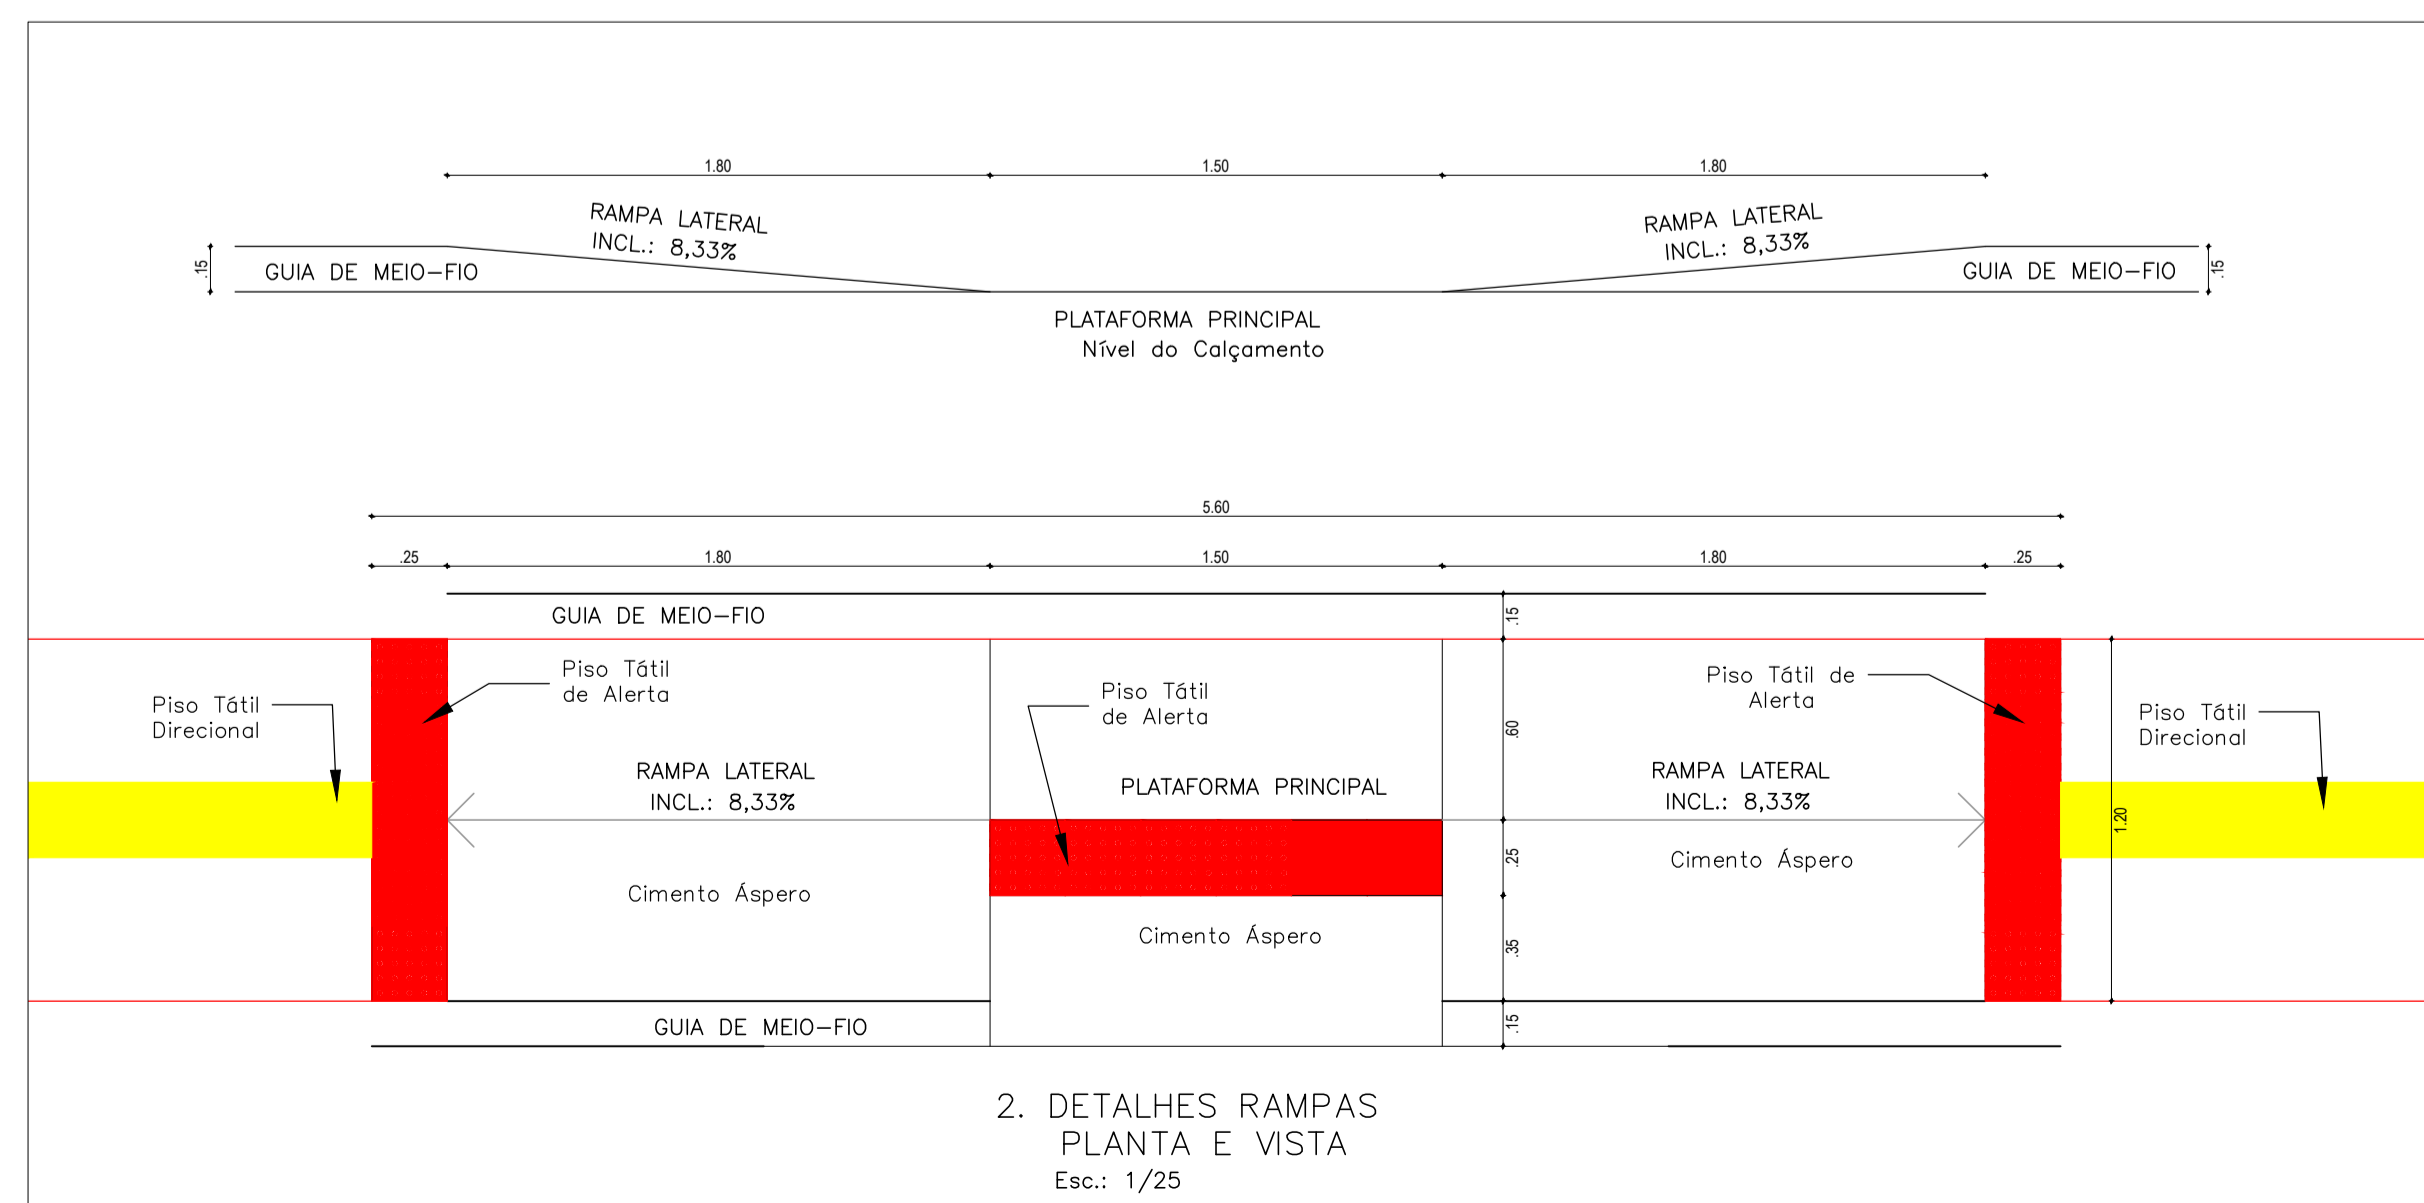 1.80
1.50
1.80
RAMPA LATERAL
INCL.: 8,33%
RAMPA LATERAL
INCL.: 8,33%
.15
GUIA DE MEIO-FIO
GUIA DE MEIO-FIO
.15
PLATAFORMA PRINCIPAL
Nível do Calçamento
5.60
.25
1.80
1.50
1.80
.25
GUIA DE MEIO-FIO
.15
Piso Tátil
de Alerta
Piso Tátil de
Alerta
Piso Tátil
Direcional
Piso Tátil
de Alerta
.60
Piso Tátil
Direcional
RAMPA LATERAL
INCL.: 8,33%
PLATAFORMA PRINCIPAL
RAMPA LATERAL
INCL.: 8,33%
1.20
.25
Cimento Áspero
Cimento Áspero
Cimento Áspero
.35
GUIA DE MEIO-FIO
.15
2. DETALHES RAMPAS
PLANTA E VISTA
Esc.: 1/25